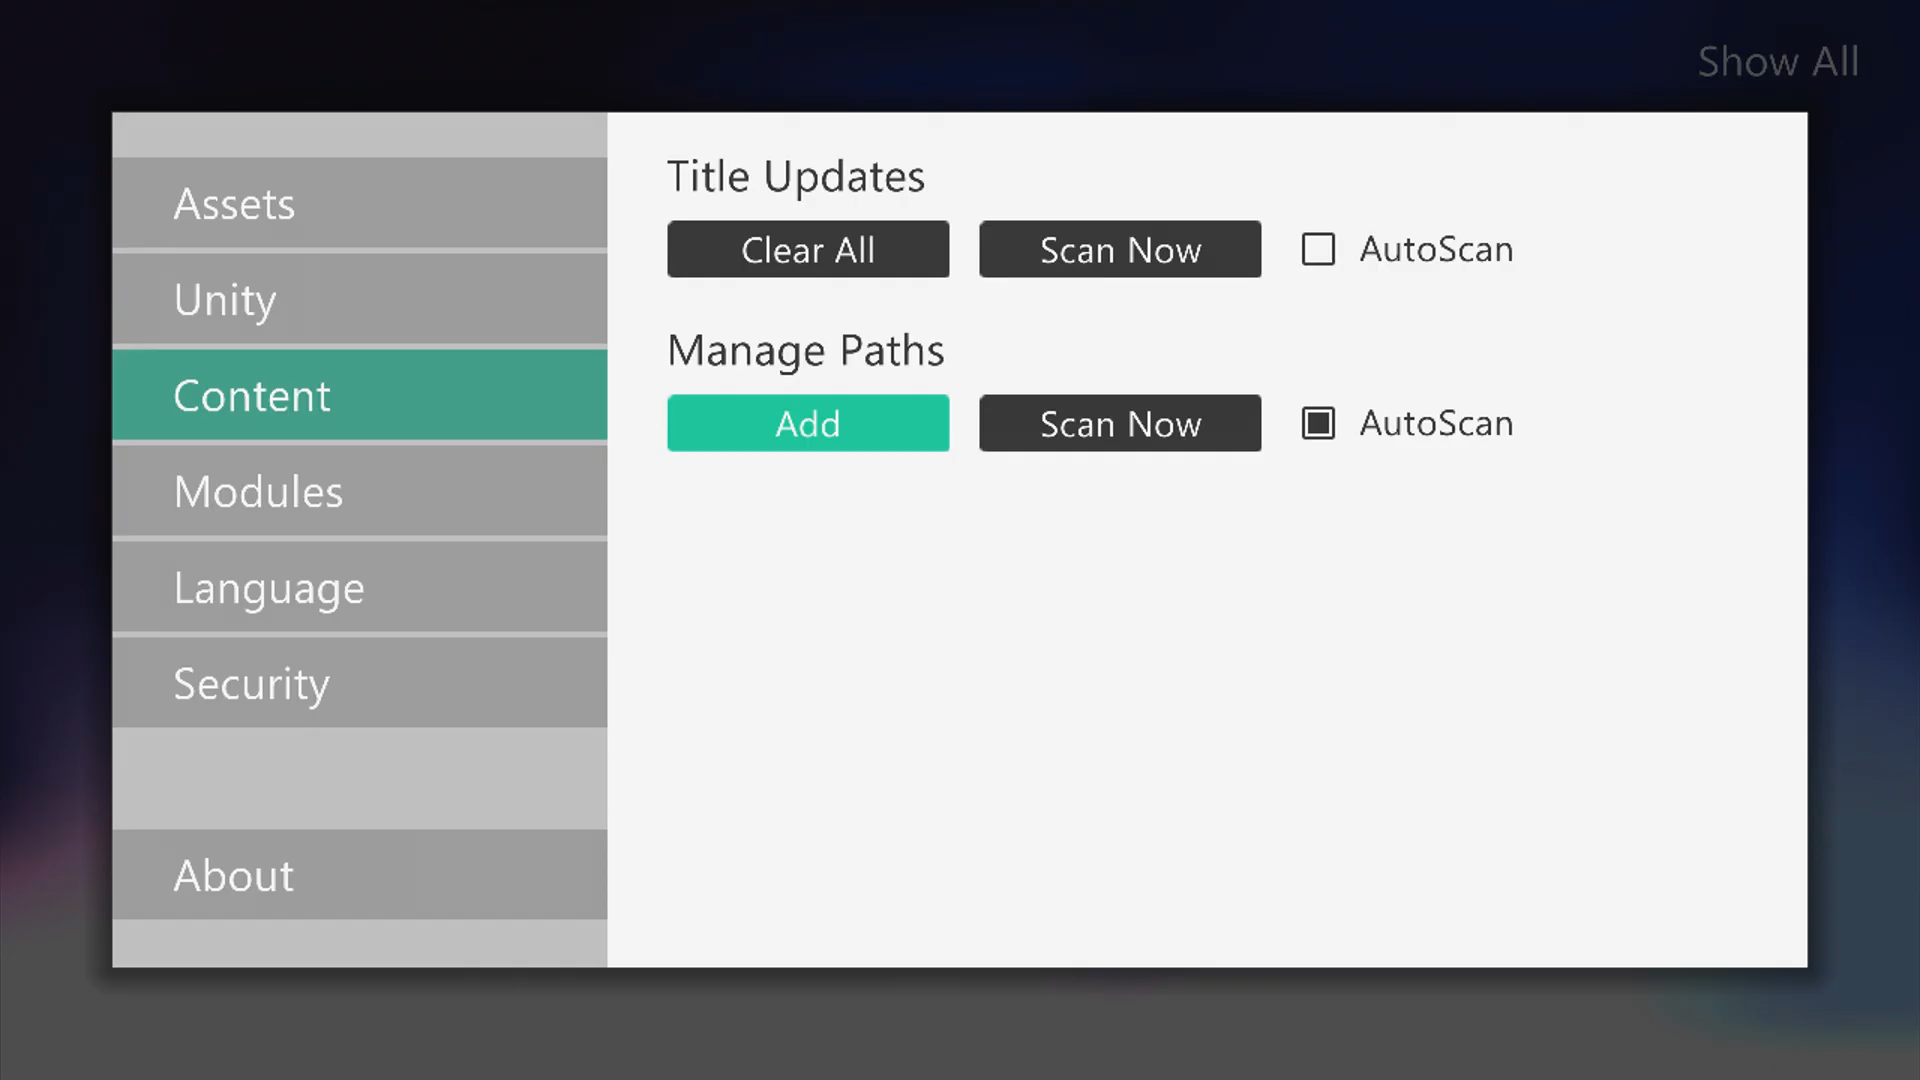 Show All
Assets
Unity
Content
Modules
Language
Security
About
Title Updates
Clear All
Scan Now
AutoScan
Manage Paths
Add
Scan Now
AutoScan